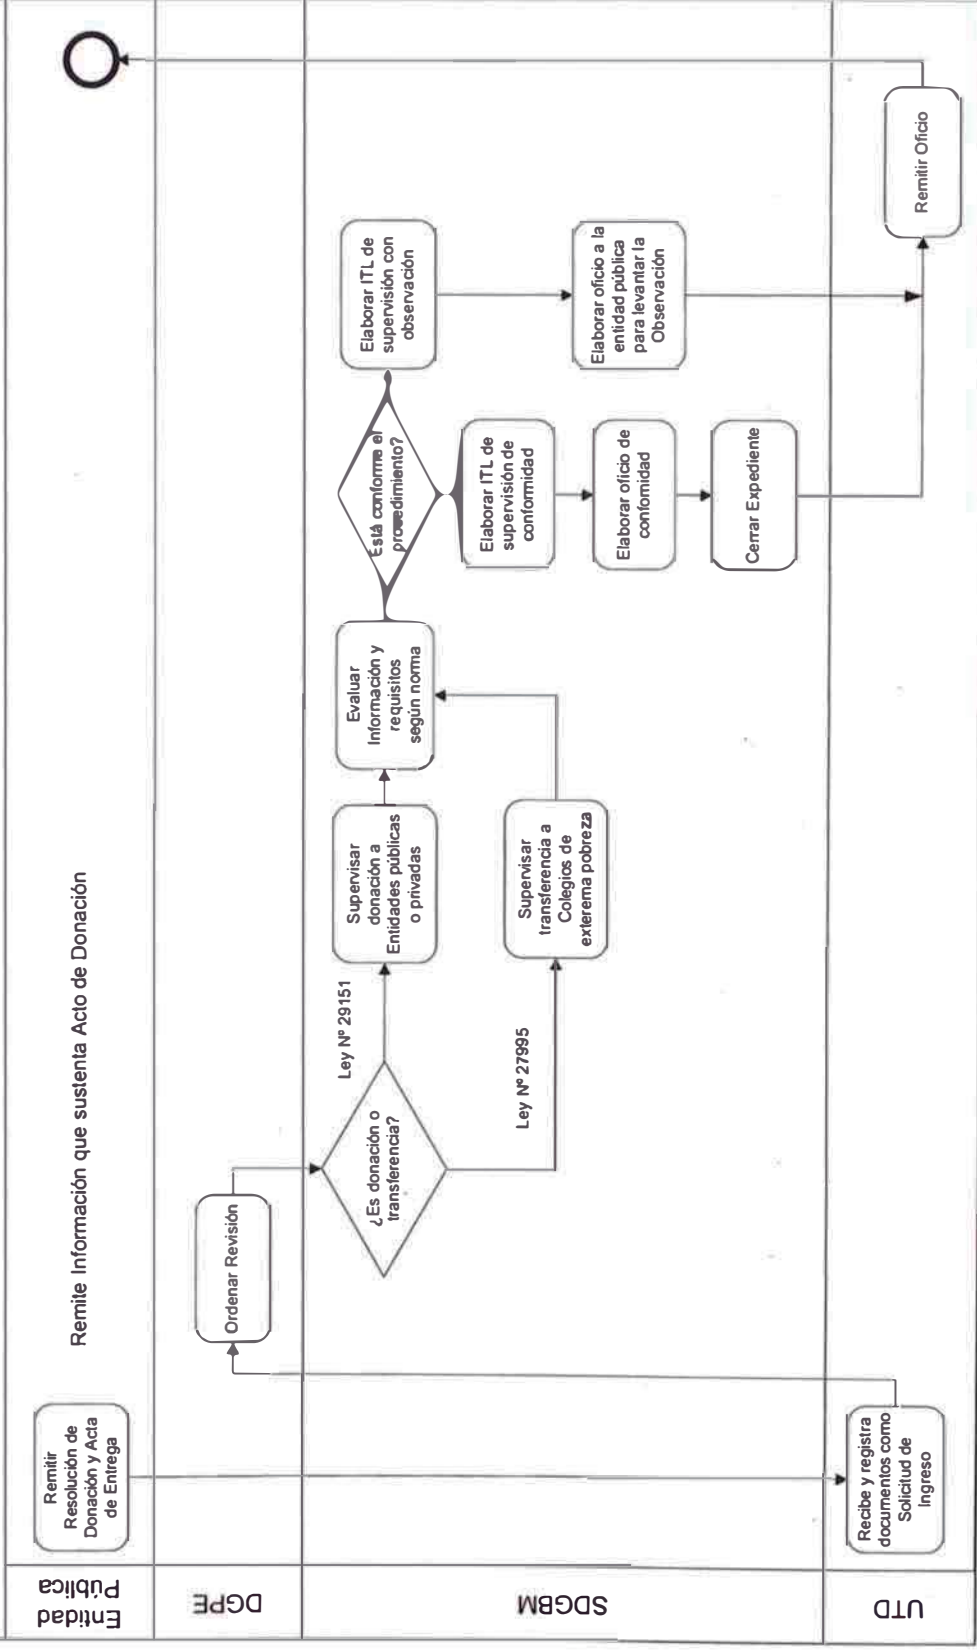 Entidad
Pública
Remitir
Resolución de
Donación y Acta
de Entrega
Remite Información que sustenta Acto de Donación
DGPE
Ordenar Revisión
SDGBM
¿Es donación o
transferencia?
Ley Nº 29151
Ley Nº 27995
Supervisar
donación a
Entidades públicas
o privadas
Supervisar
transferencia a
Colegios de
exterema pobreza
Evaluar
Información y
requisitos
según norma
Está conforme el
procedimiento?
Elaborar ITL de
supervisión con
observación
Elaborar ITL de
supervisión de
conformidad
Elaborar oficio de
confomidad
Cerrar Expediente
Elaborar oficio a la
entidad pública
para levantar la
Observación
UTD
Recibe y registra
documentos como
Solicitud de
Ingreso
Remitir Oficio